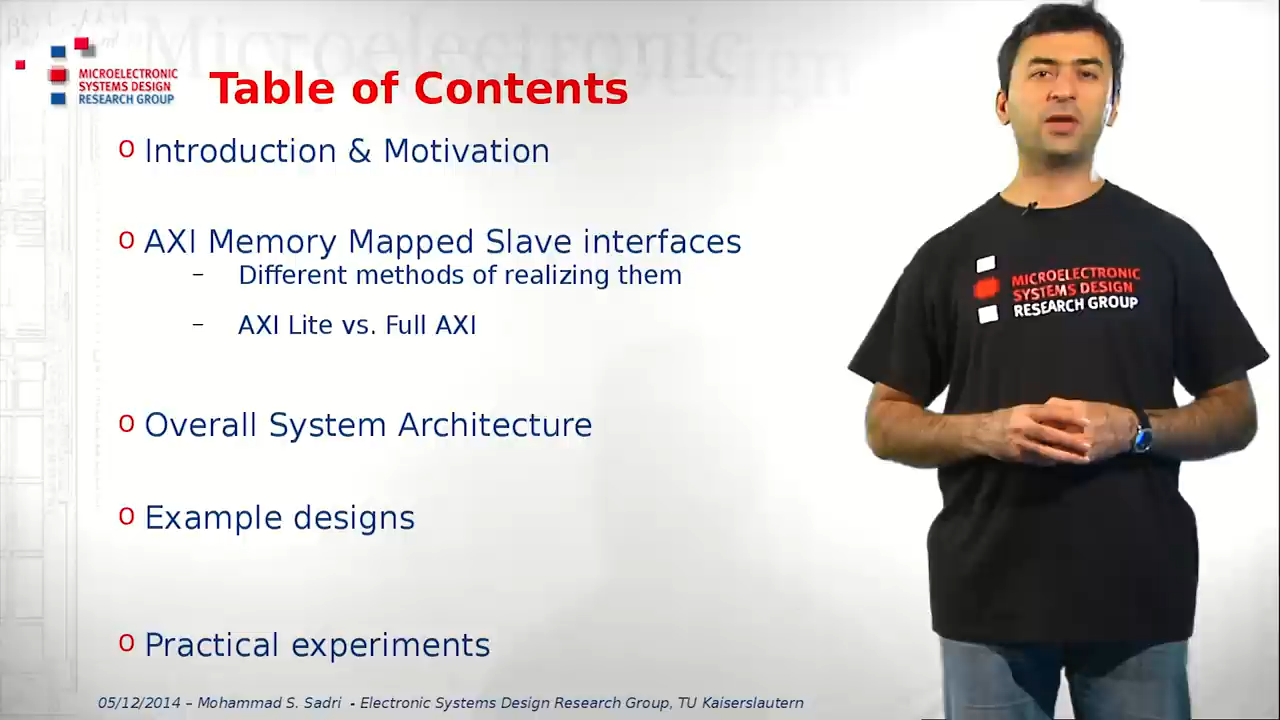 Microelectronic
MICROELECTRONIC
SYSTEMS DESIGN
RESEARCH GROUP
Table of Contents
o Introduction & Motivation
o AXI Memory Mapped Slave interfaces
– Different methods of realizing them
– AXI Lite vs. Full AXI
o Overall System Architecture
o Example designs
o Practical experiments
05/12/2014 – Mohammad S. Sadri - Electronic Systems Design Research Group, TU Kaiserslautern
MICROELECTRONIC
SYSTEMS DESIGN
RESEARCH GROUP